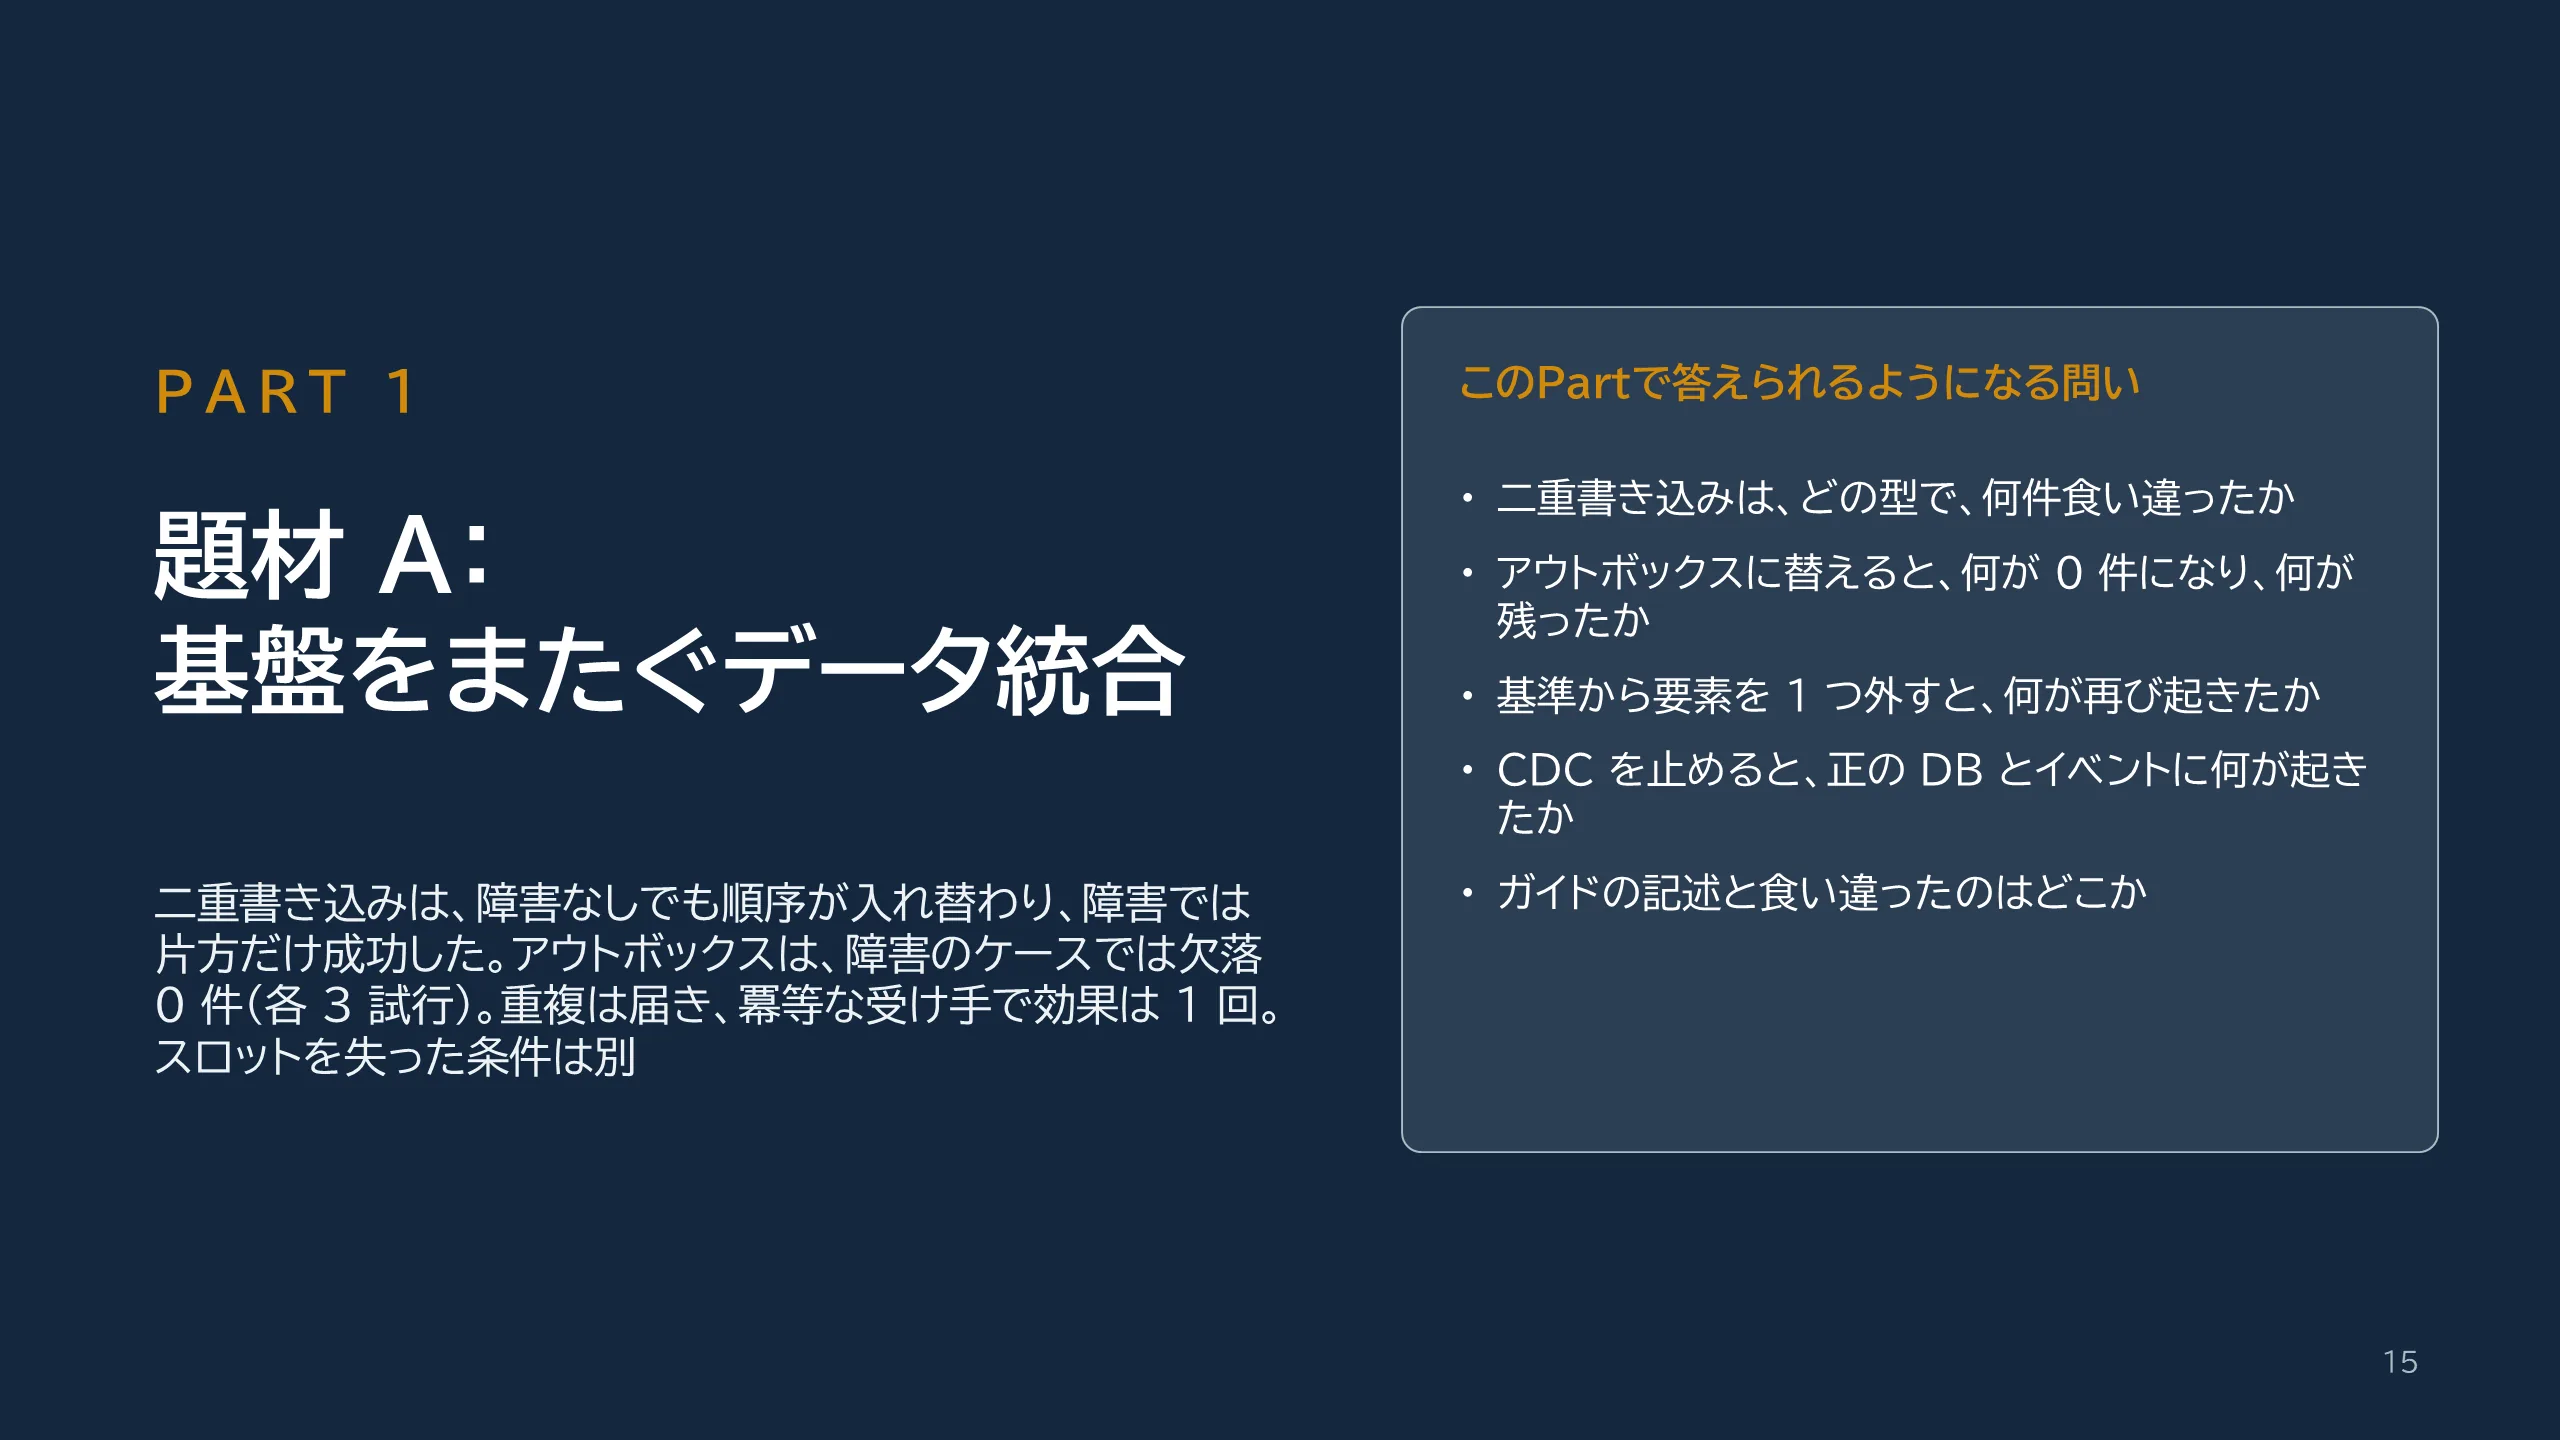 PART 1
題材 A：
基盤をまたぐデータ統合
二重書き込みは、障害なしでも順序が入れ替わり、障害では
片方だけ成功した。アウトボックスは、障害のケースでは欠落
0 件（各 3 試行）。重複は届き、冪等な受け手で効果は 1 回。
スロットを失った条件は別
このPartで答えられるようになる問い
• 二重書き込みは、どの型で、何件食い違ったか
• アウトボックスに替えると、何が 0 件になり、何が
残ったか
• 基準から要素を 1 つ外すと、何が再び起きたか
• CDC を止めると、正の DB とイベントに何が起き
たか
• ガイドの記述と食い違ったのはどこか
15